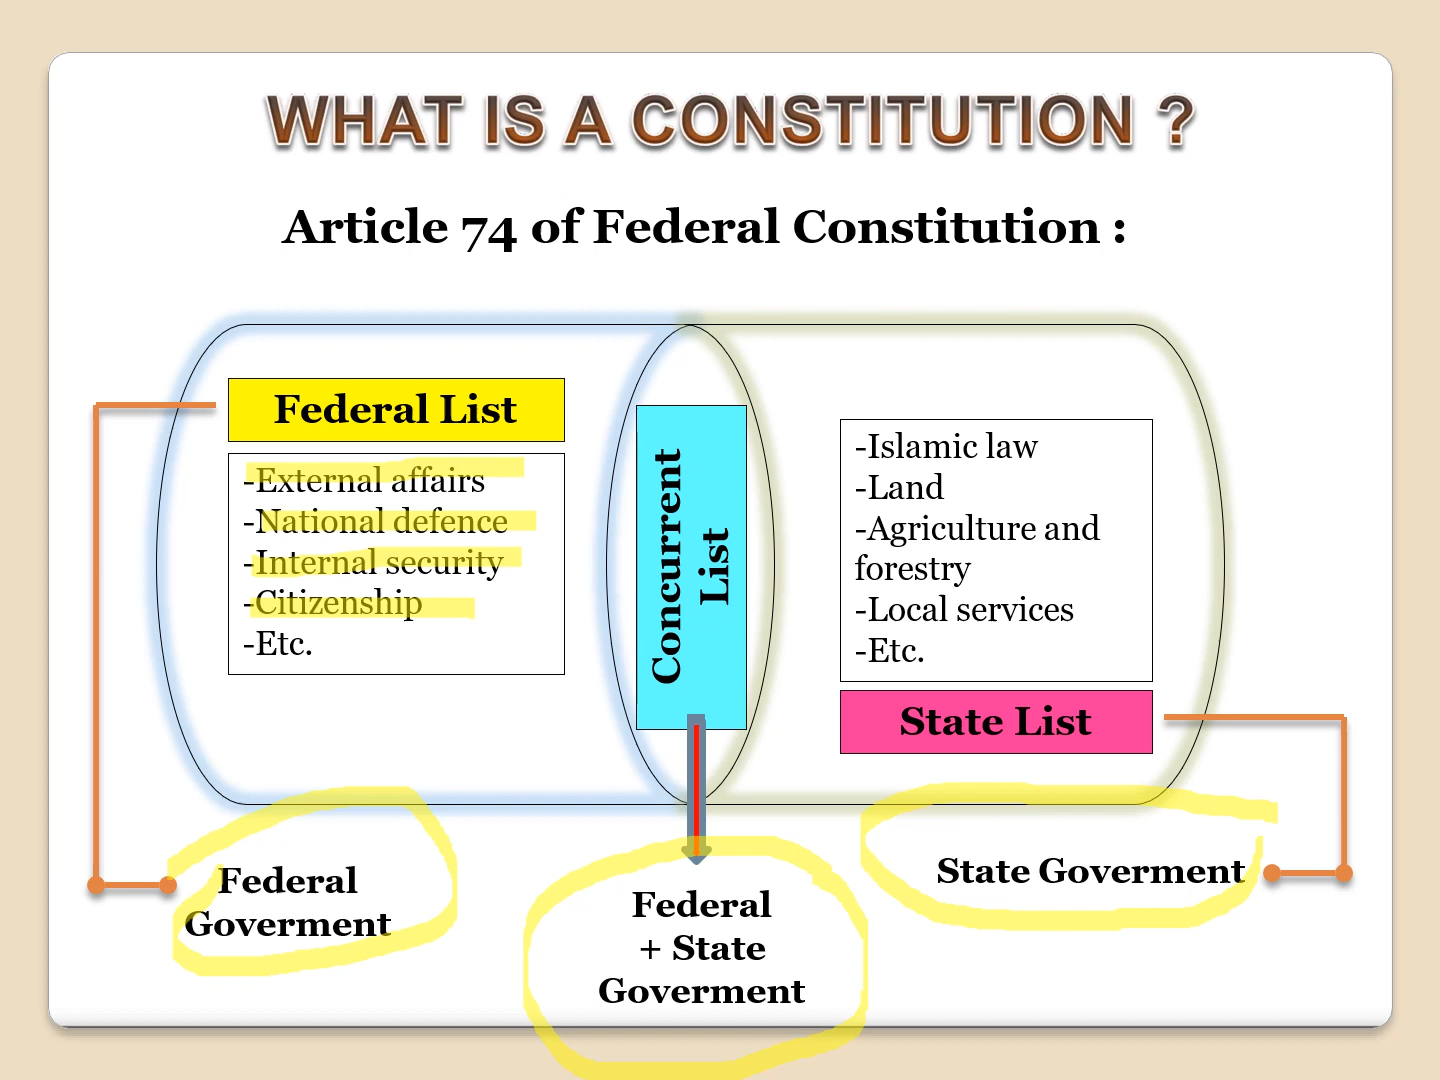 WHAT IS A CONSTITUTION ?
Article 74 of Federal Constitution :
Federal List
-External affairs
-National defence
-Internal security
-Citizenship
-Etc.
Concurrent
List
-Islamic law
-Land
-Agriculture and
forestry
-Local services
-Etc.
State List
Federal
Goverment
Federal
+ State
Goverment
State Goverment